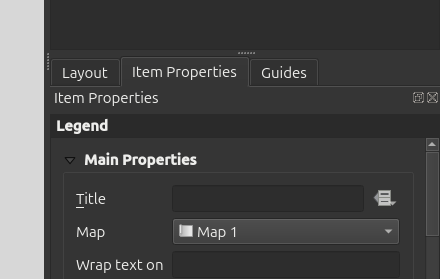 Layout Item Properties Guides
Item Properties
Legend
Main Properties
Title
Map Map 1
Wrap text on